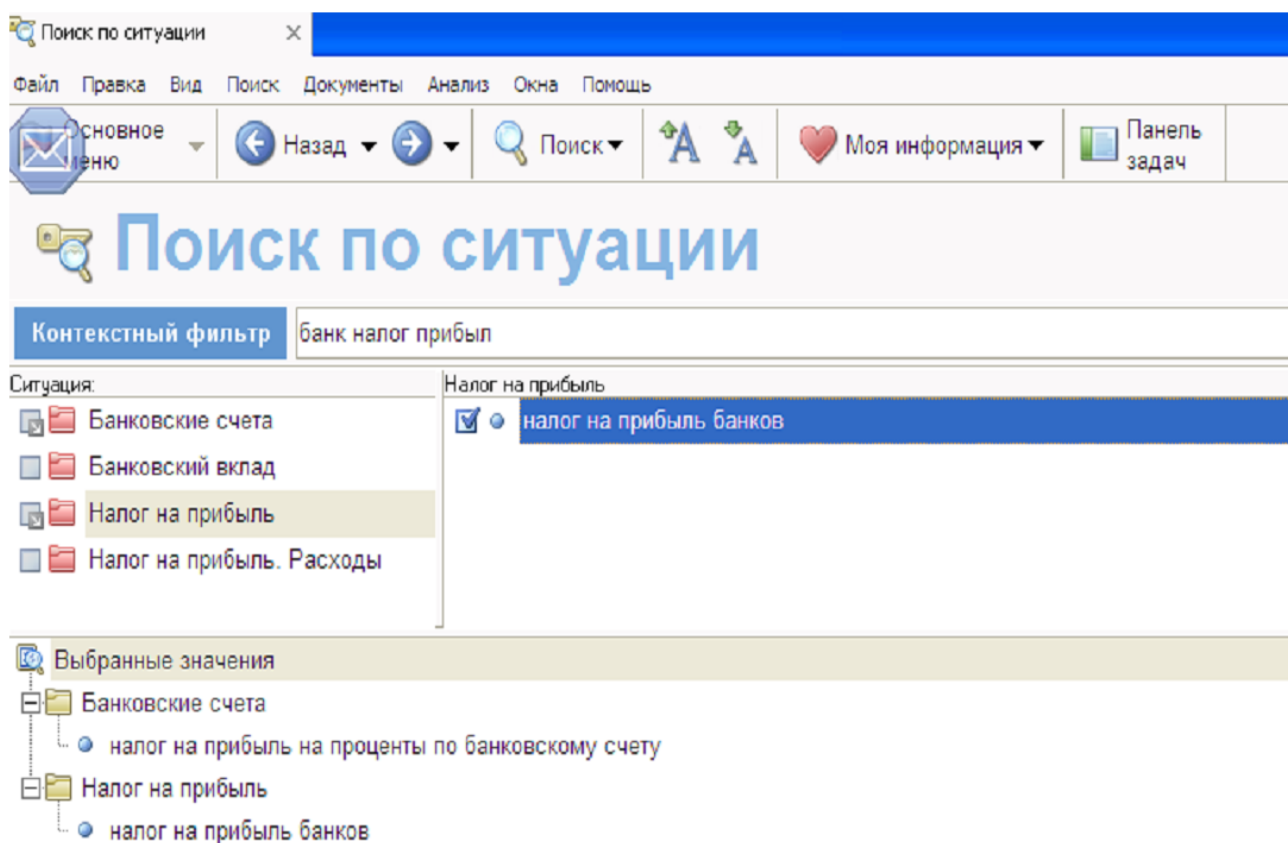 Поиск по ситуации
Файл Правка Вид Поиск Документы Анализ Окна Помощь
Основное меню Назад Поиск А А Моя информация Панель задач
Поиск по ситуации
Контекстный фильтр банк налог прибыл
Ситуация: Налог на прибыль
Банковские счета налог на прибыль банков
Банковский вклад
Налог на прибыль
Налог на прибыль. Расходы
Выбранные значения
Банковские счета
налог на прибыль на проценты по банковскому счету
Налог на прибыль
налог на прибыль банков